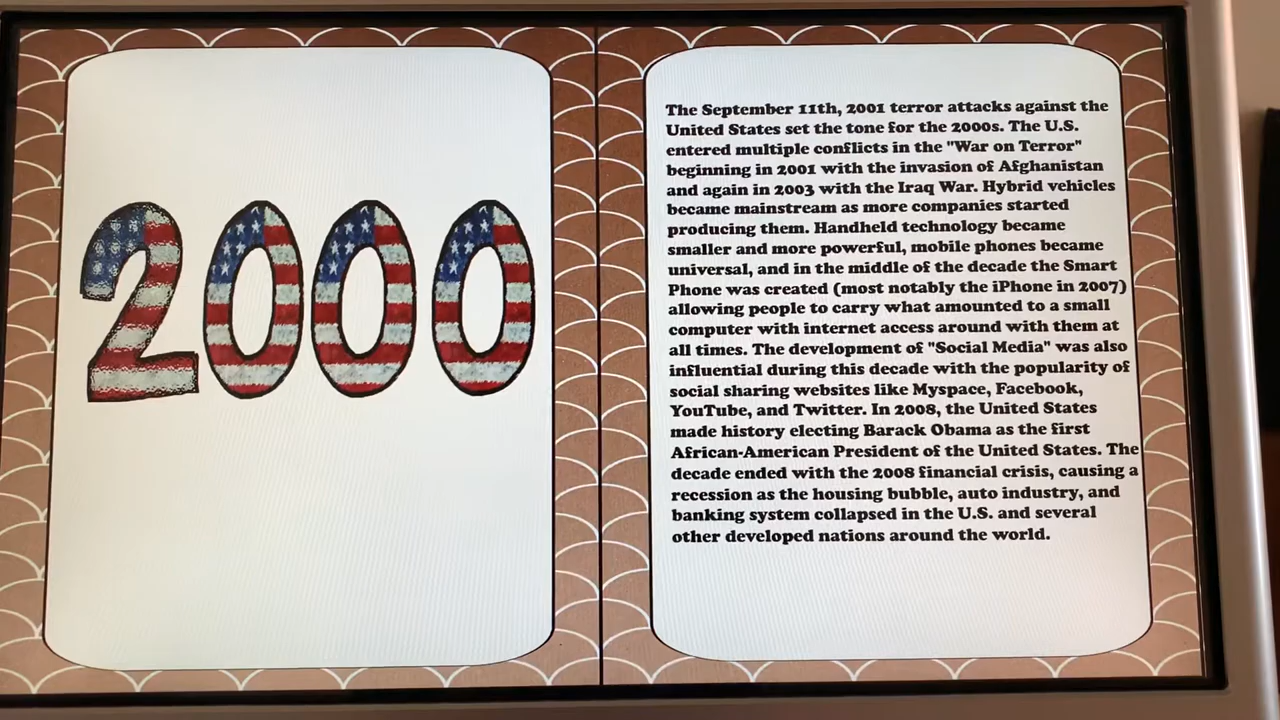 2000
The September 11th, 2001 terror attacks against the
United States set the tone for the 2000s. The U.S.
entered multiple conflicts in the "War on Terror"
beginning in 2001 with the invasion of Afghanistan
and again in 2003 with the Iraq War. Hybrid vehicles
became mainstream as more companies started
producing them. Handheld technology became
smaller and more powerful, mobile phones became
universal, and in the middle of the decade the Smart
Phone was created (most notably the iPhone in 2007)
allowing people to carry what amounted to a small
computer with internet access around with them at
all times. The development of "Social Media" was also
influential during this decade with the popularity of
social sharing websites like Myspace, Facebook,
YouTube, and Twitter. In 2008, the United States
made history electing Barack Obama as the first
African-American President of the United States. The
decade ended with the 2008 financial crisis, causing a
recession as the housing bubble, auto industry, and
banking system collapsed in the U.S. and several
other developed nations around the world.